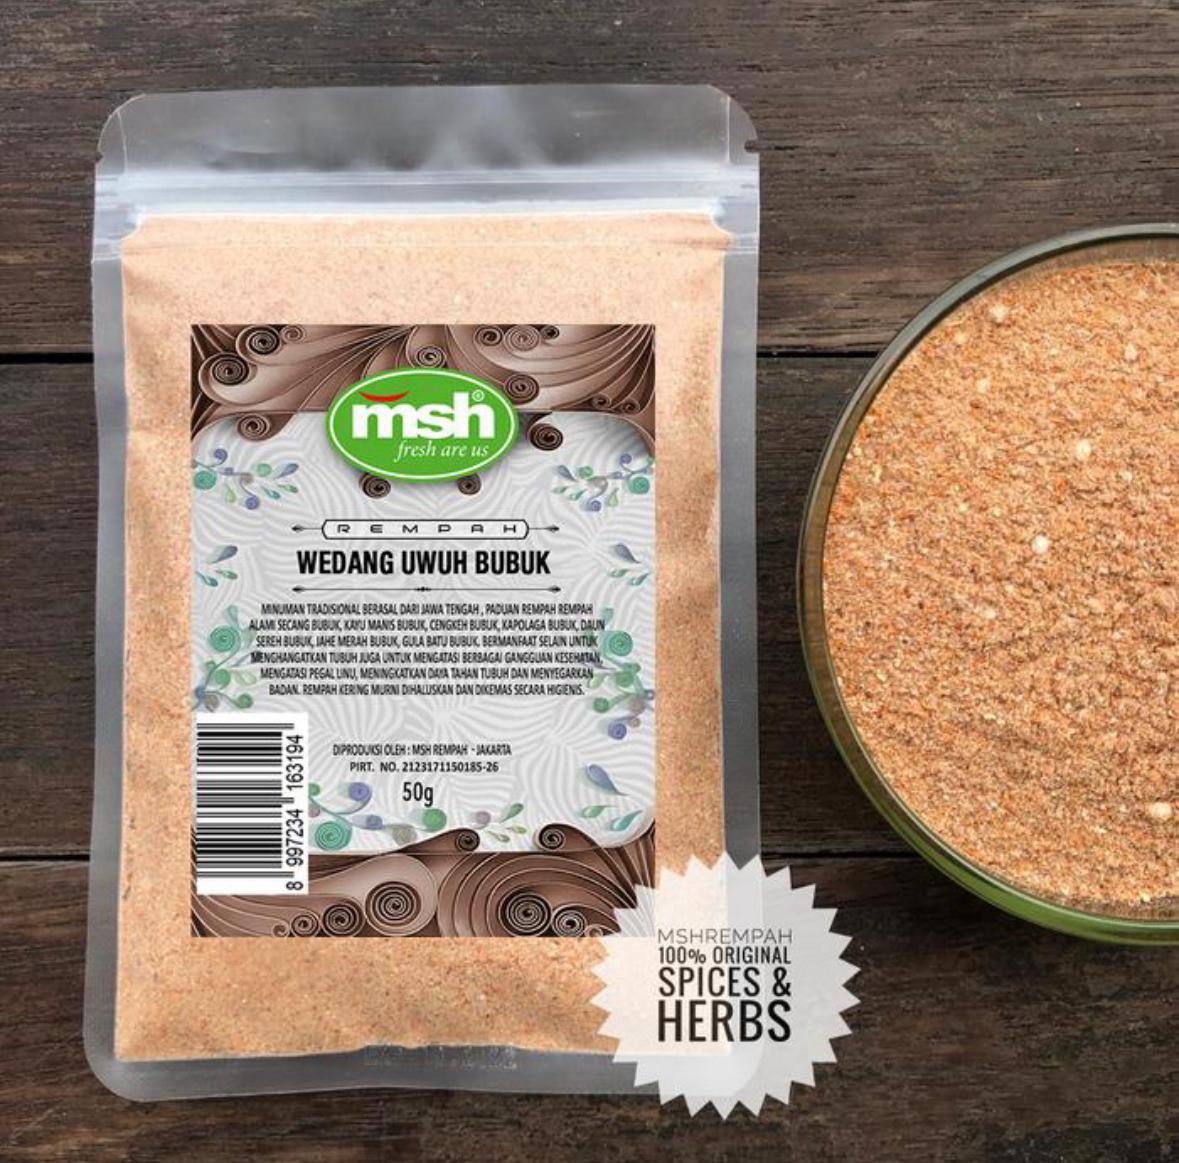 msh®
fresh are us
REMPAH
WEDANG UWUH BUBUK
MINUMAN TRADISIONAL BERASAL DARI JAWA TENGAH , PADUAN REMPAH REMPAH
ALAMI SECANG BUBUK, KAYU MANIS BUBUK, CENGKEH BUBUK, KAPOLAGA BUBUK, DAUN
SEREH BUBUK, JAHE MERAH BUBUK, GULA BATU BUBUK. BERMANFAAT SELAIN UNTUK
MENGHANGATKAN TUBUH JUGA UNTUK MENGATASI BERBAGAI GANGGUAN KESEHATAN,
MENGATASI PEGAL LINU, MENINGKATKAN DAYA TAHAN TUBUH DAN MENYEGARKAN
BADAN. REMPAH KERING MURNI DIHALUSKAN DAN DIKEMAS SECARA HIGIENIS.
DIPRODUKSI OLEH : MSH REMPAH - JAKARTA
PIRT. NO. 2123171150185-26
50g
8 997234 163194
MSHREMPAH
100% ORIGINAL
SPICES &
HERBS